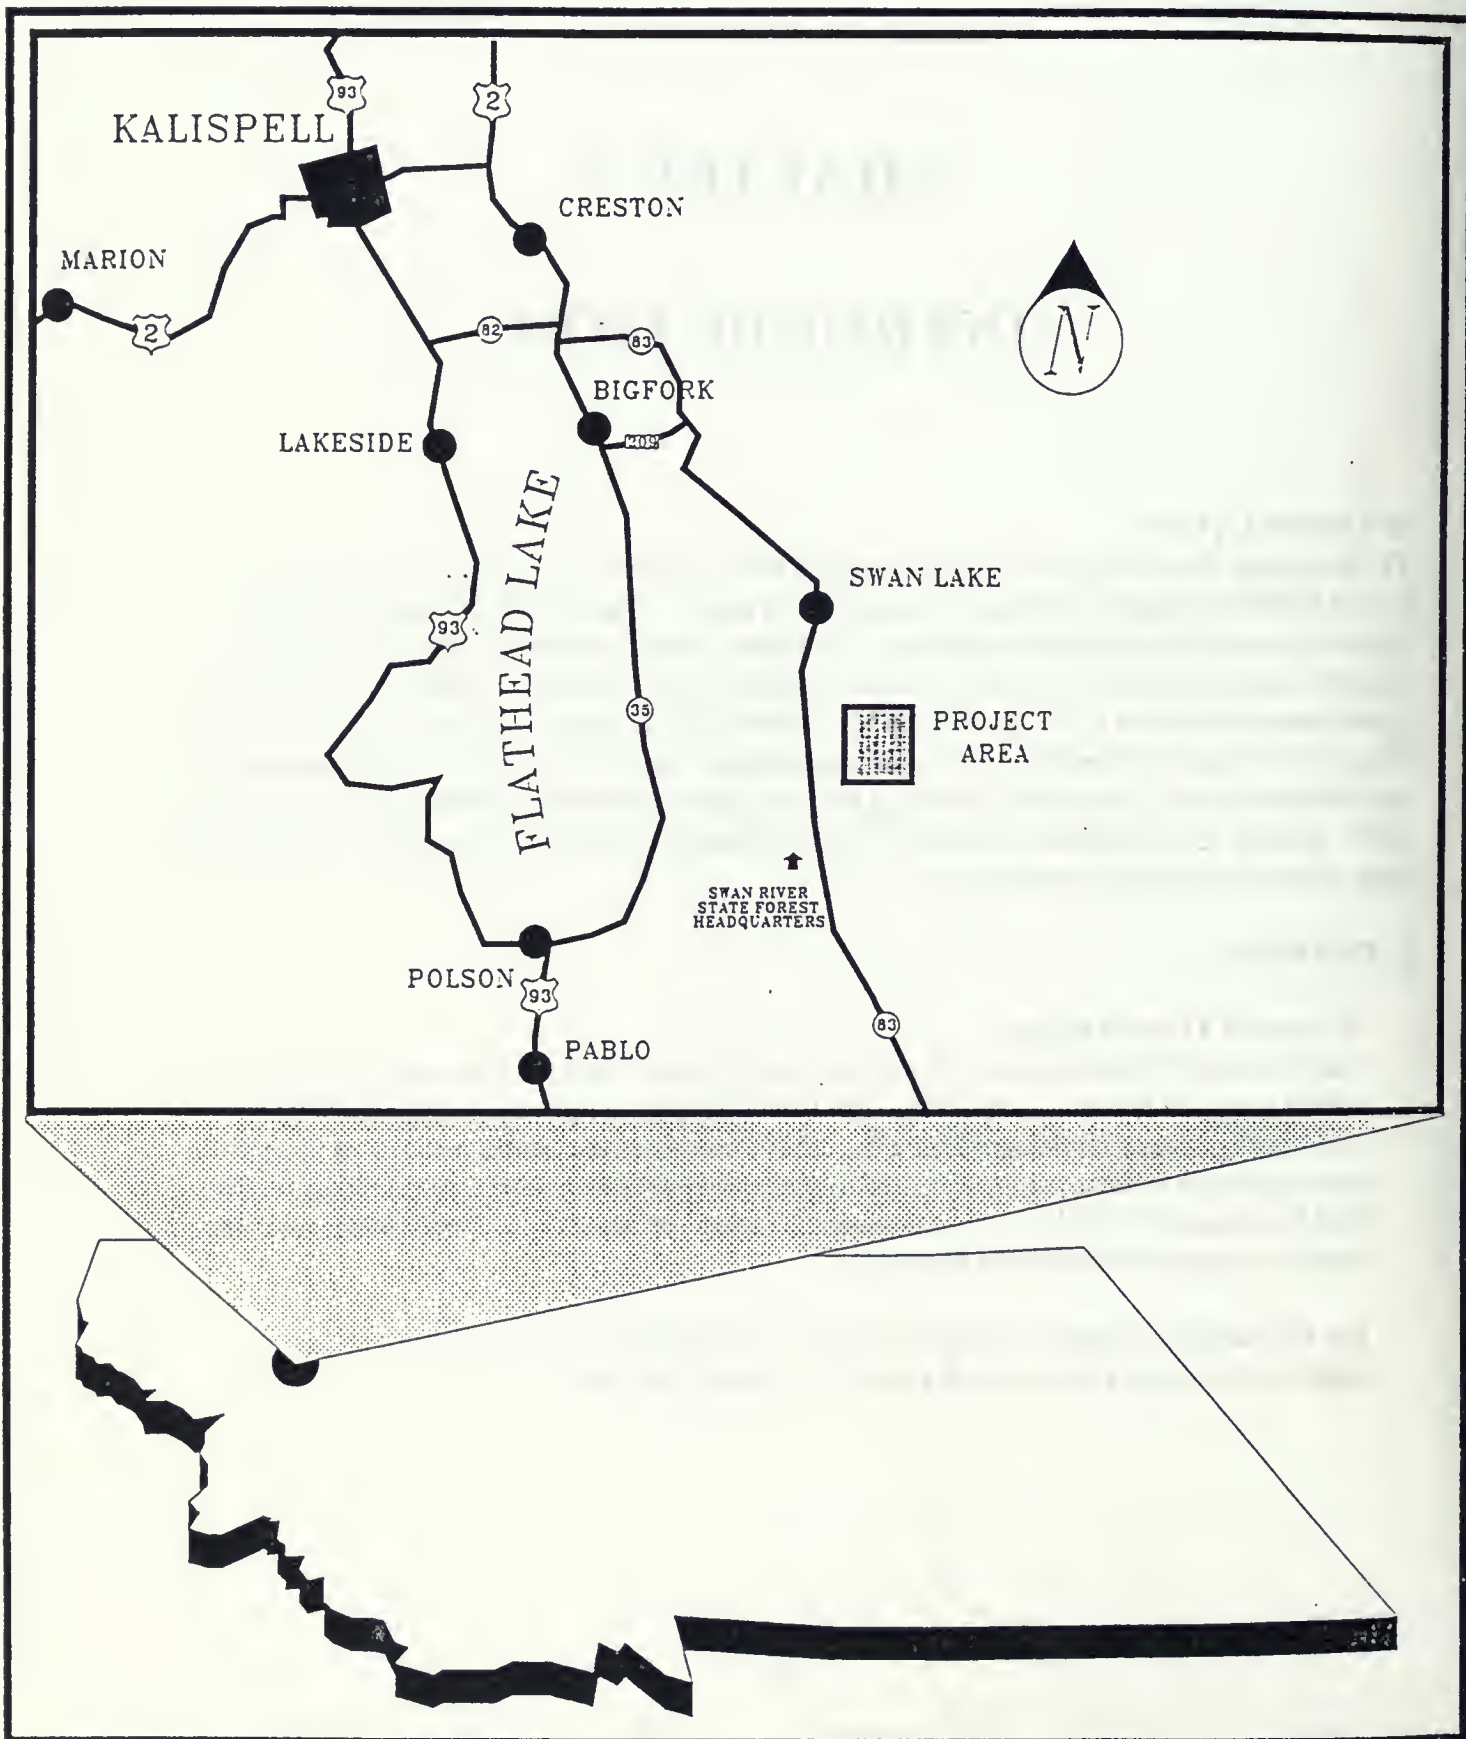 93
2
KALISPELL
CRESTON
MARION
2
82
83
N
BIGFORK
LAKESIDE
209
FLATHEAD LAKE
SWAN LAKE
93
35
PROJECT
AREA
SWAN RIVER
STATE FOREST
HEADQUARTERS
POLSON
93
83
PABLO